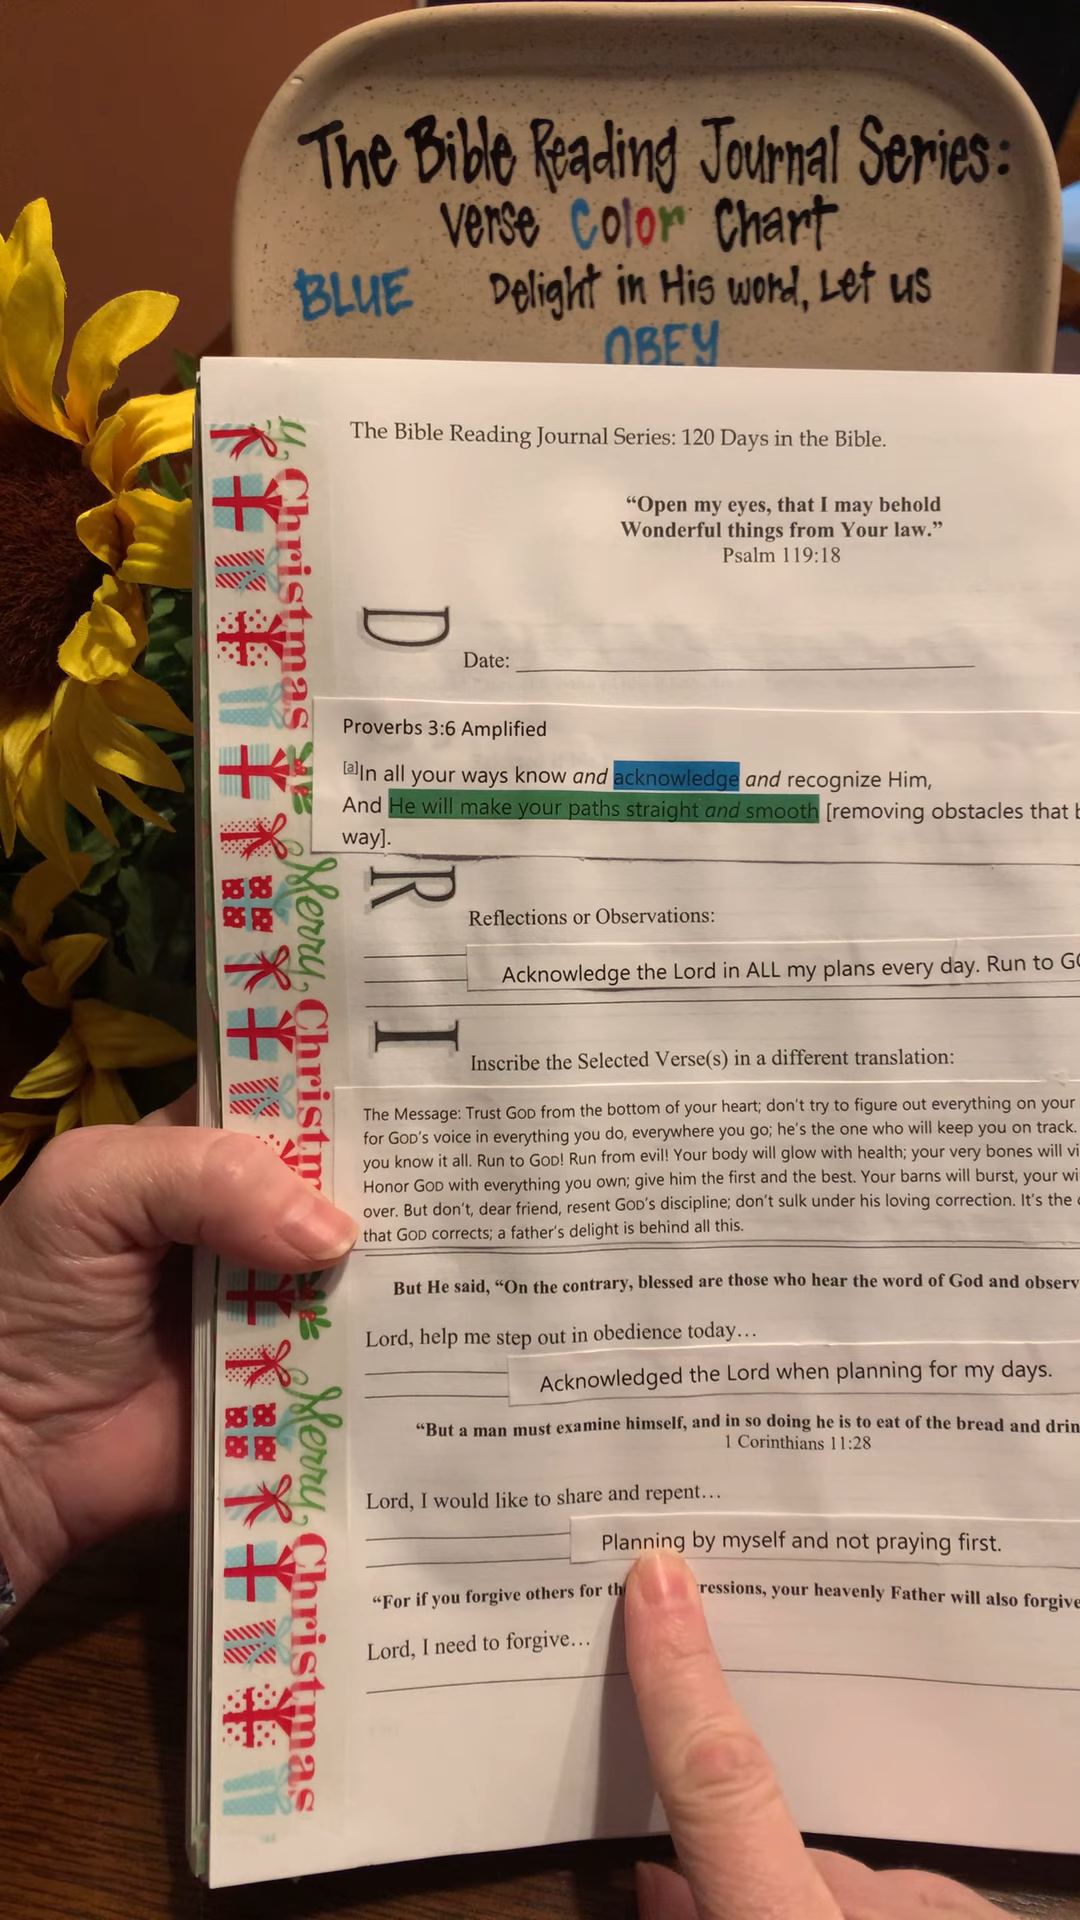 The Bible Reading Journal Series:
Verse Color Chart
BLUE Delight in His word, Let us
OBEY
The Bible Reading Journal Series: 120 Days in the Bible.
“Open my eyes, that I may behold
Wonderful things from Your law.”
Psalm 119:18
D
Date:
Proverbs 3:6 Amplified
[a]In all your ways know and acknowledge and recognize Him,
And He will make your paths straight and smooth [removing obstacles that
way].
R
Reflections or Observations:
Acknowledge the Lord in ALL my plans every day. Run to
I
Inscribe the Selected Verse(s) in a different translation:
The Message: Trust GOD from the bottom of your heart; don’t try to figure out everything on your
for GOD’s voice in everything you do, everywhere you go; he’s the one who will keep you on track.
you know it all. Run to GOD! Run from evil! Your body will glow with health; your very bones will
Honor GOD with everything you own; give him the first and the best. Your barns will burst, your
over. But don’t, dear friend, resent GOD’s discipline; don’t sulk under his loving correction. It’s the
that GOD corrects; a father’s delight is behind all this.
But He said, “On the contrary, blessed are those who hear the word of God and
Lord, help me step out in obedience today…
Acknowledged the Lord when planning for my days.
“But a man must examine himself, and in so doing he is to eat of the bread and
1 Corinthians 11:28
Lord, I would like to share and repent…
Planning by myself and not praying first.
“For if you forgive others for your heavenly Father will also
Lord, I need to forgive…
Christmas
Merry Christmas
Merry Christmas